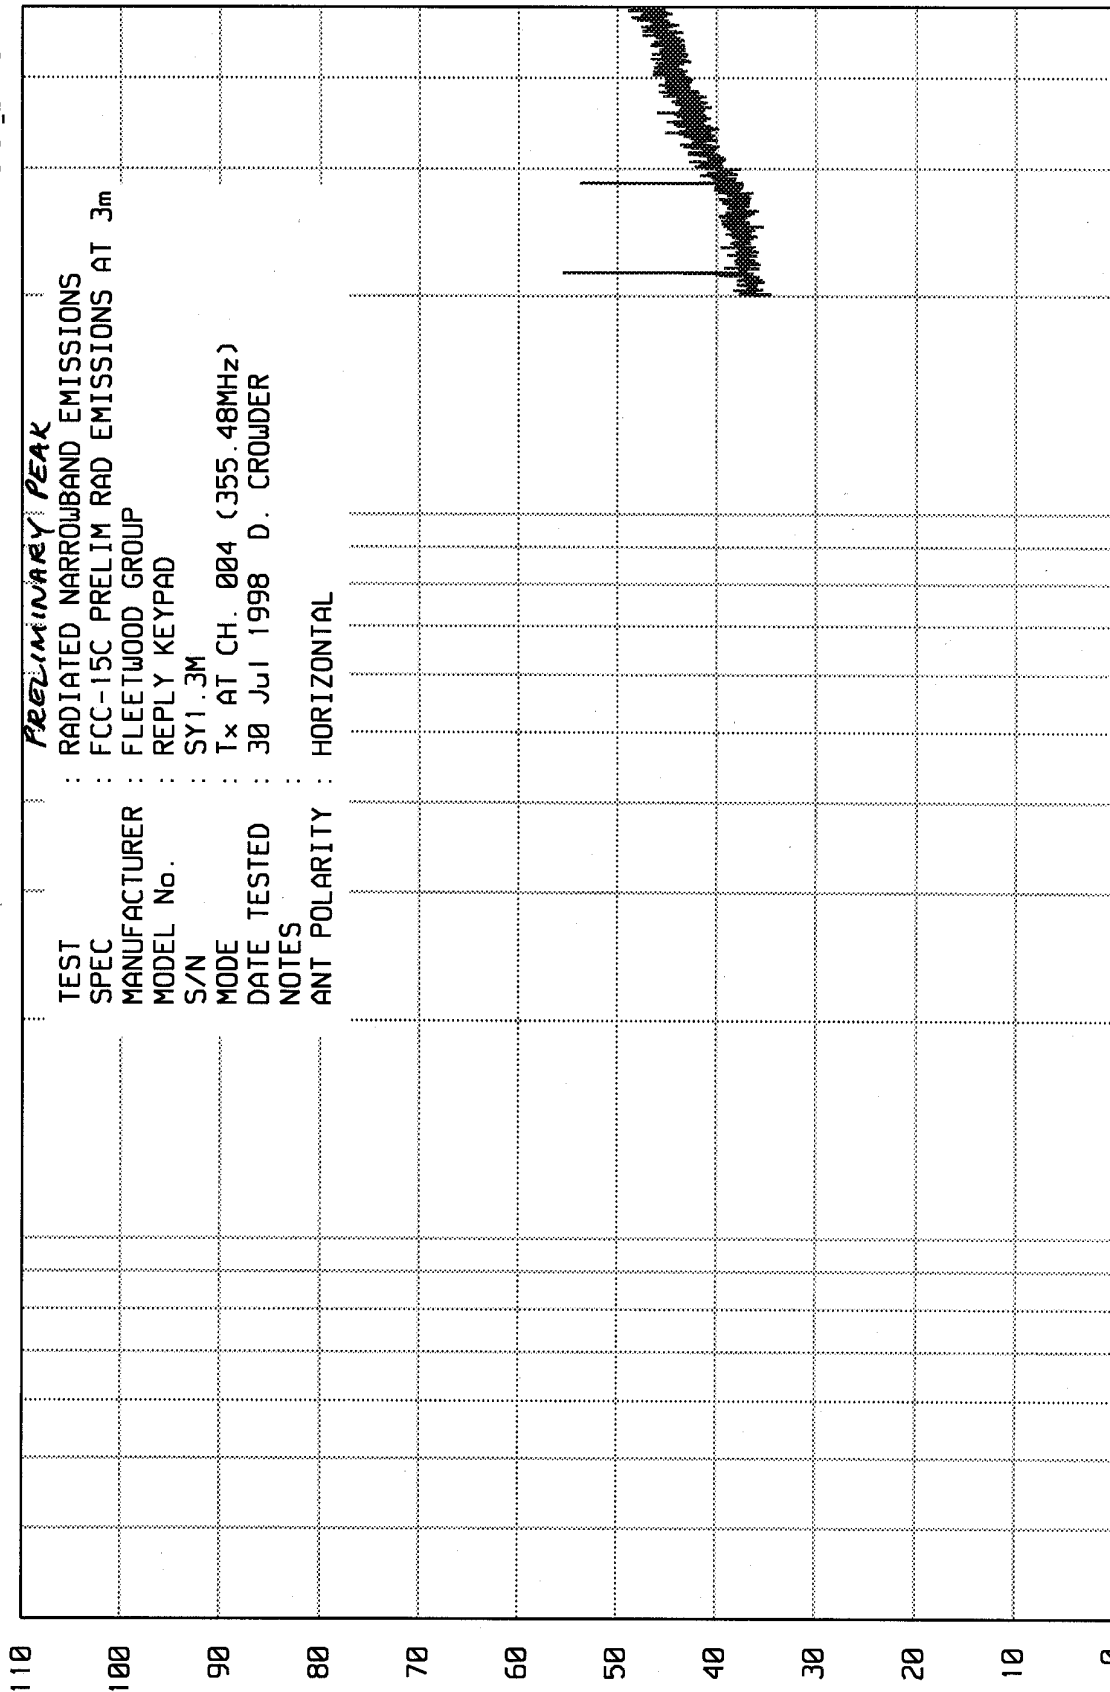 PRELIMINARY PEAK
TEST : RADIATED NARROWBAND EMISSIONS
SPEC : FCC-15C PRELIM RAD EMISSIONS AT 3m
MANUFACTURER : FLEETWOOD GROUP
MODEL No. : REPLY KEYPAD
S/N : SY1.3M
MODE : Tx AT CH. 004 (355.48MHz)
DATE TESTED : 30 Jul 1998 D. CROWDER
NOTES :
ANT POLARITY : HORIZONTAL
110
100
90
80
70
60
50
40
30
20
10
0